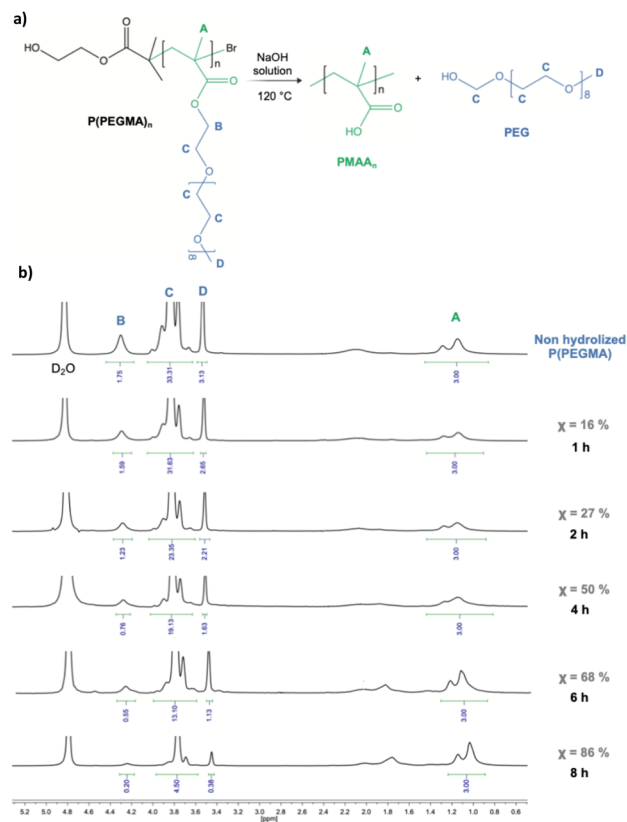 a)
A
O
HO
O
n
Br
O
O
P(PEGMA)n
B
C
O
C
C
O
8
D
NaOH
solution
120 °C
A
n
O
HO
PMAAn
+
HO
C
O
C
C
O
8
D
PEG
b)
B
C
D
A
D2O
1.75
33.31
3.13
3.00
Non hydrolized
P(PEGMA)
1.59
31.63
2.65
3.00
χ = 16 %
1 h
1.23
23.35
2.21
3.00
χ = 27 %
2 h
0.76
19.13
1.63
3.00
χ = 50 %
4 h
0.55
13.10
1.13
3.00
χ = 68 %
6 h
0.20
4.50
0.38
3.00
χ = 86 %
8 h
5.2 5.0 4.8 4.6 4.4 4.2 4.0 3.8 3.6 3.4 3.2 3.0 2.8 2.6 2.4 2.2 2.0 1.8 1.6 1.4 1.2 1.0 0.8 0.6
[ppm]